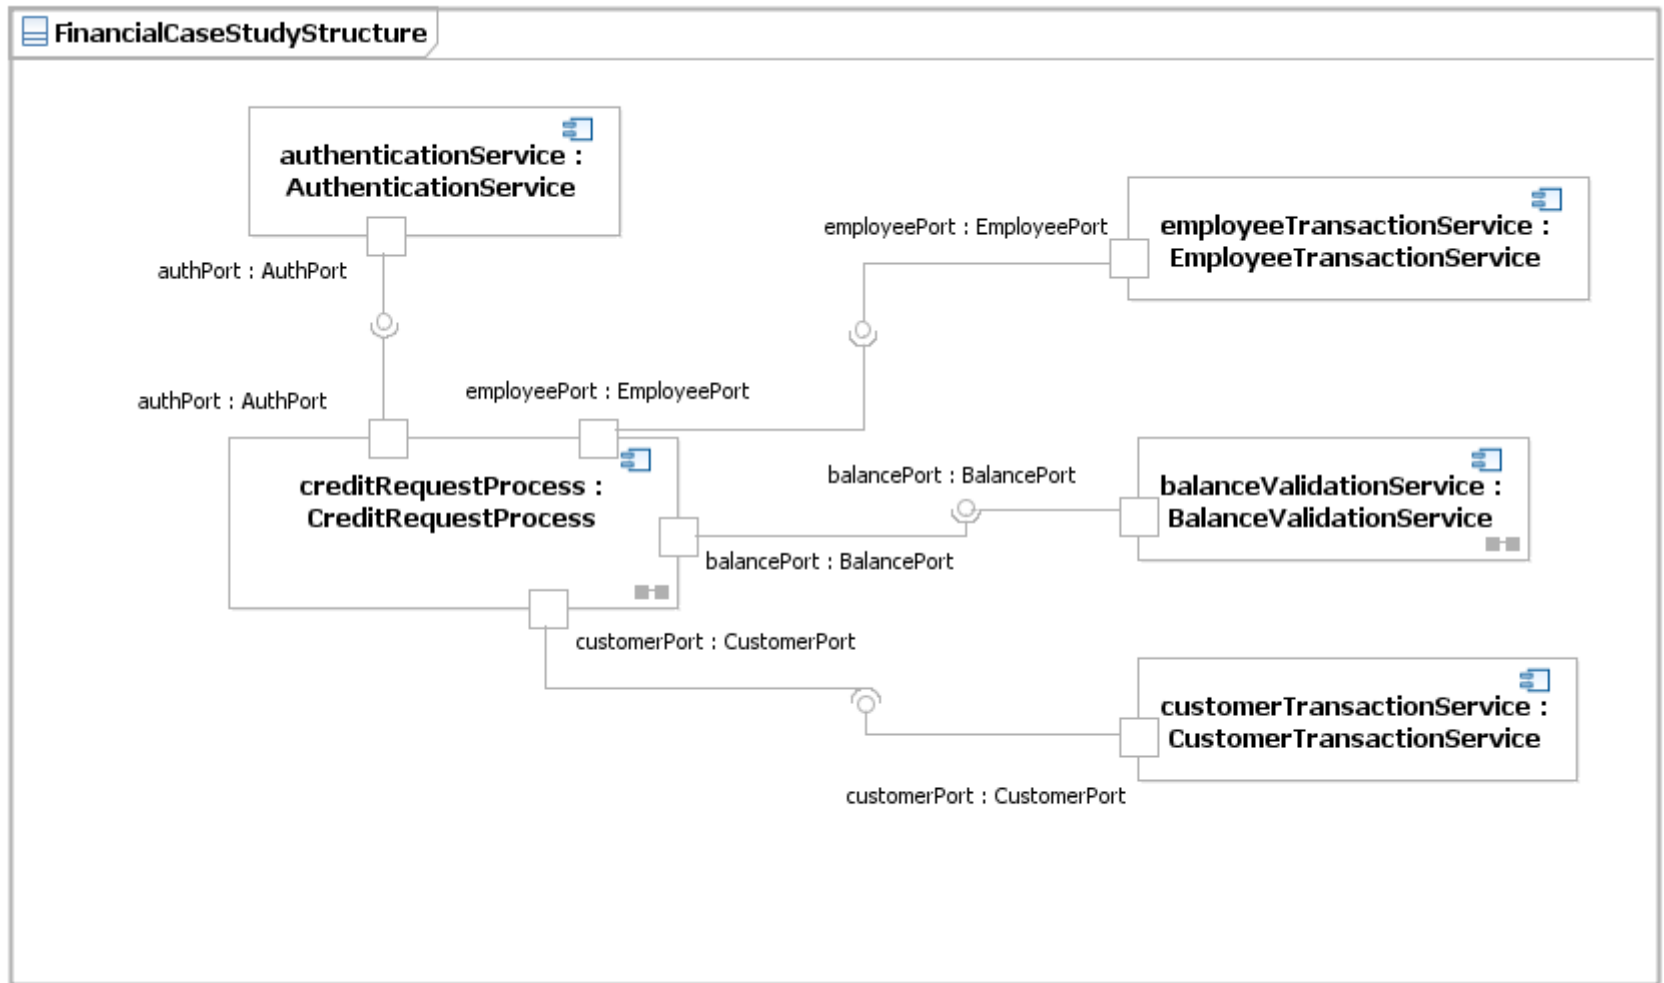 FinancialCaseStudyStructure
authenticationService :
AuthenticationService
authPort : AuthPort
employeePort : EmployeePort
employeeTransactionService :
EmployeeTransactionService
authPort : AuthPort
employeePort : EmployeePort
creditRequestProcess :
CreditRequestProcess
balancePort : BalancePort
balanceValidationService :
BalanceValidationService
balancePort : BalancePort
customerPort : CustomerPort
customerTransactionService :
CustomerTransactionService
customerPort : CustomerPort